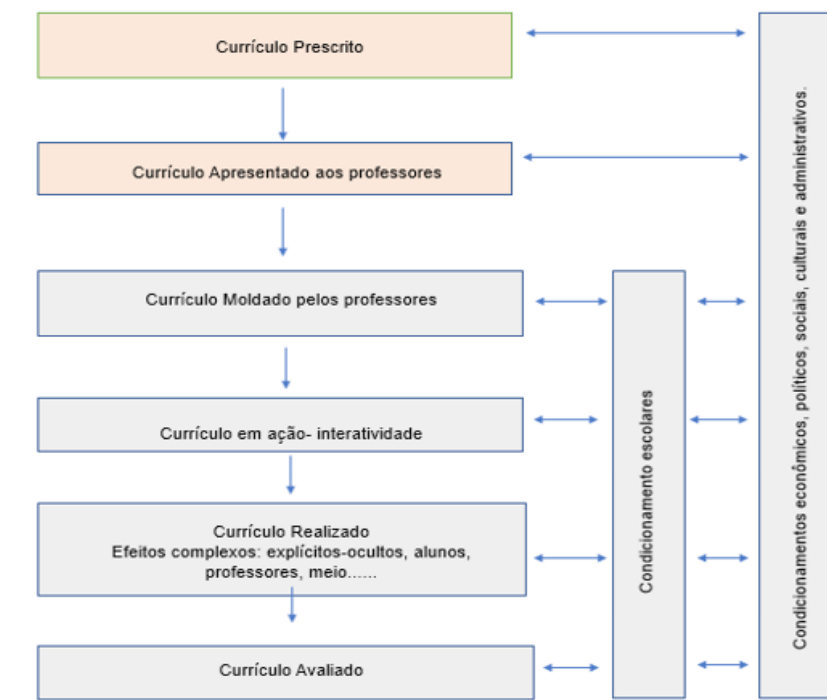 Currículo Prescrito
Currículo Apresentado aos professores
Currículo Moldado pelos professores
Currículo em ação- interatividade
Currículo Realizado
Efeitos complexos: explícitos-ocultos, alunos,
professores, meio......
Currículo Avaliado
Condicionamento escolares
Condicionamentos econômicos, políticos, sociais, culturais e administrativos.